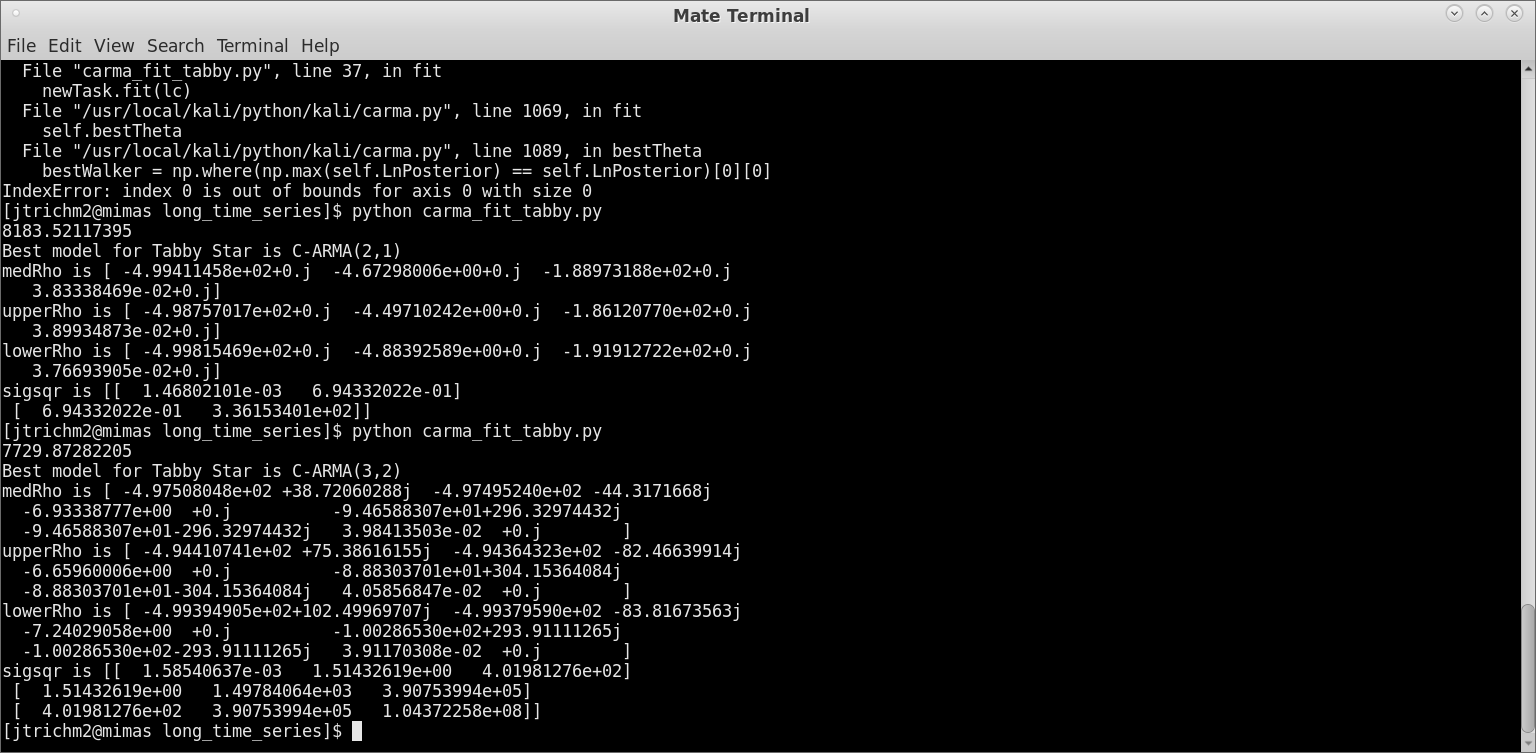 Mate Terminal
File Edit View Search Terminal Help
  File "carma_fit_tabby.py", line 37, in fit
    newTask.fit(lc)
  File "/usr/local/kali/python/kali/carma.py", line 1069, in fit
    self.bestTheta
  File "/usr/local/kali/python/kali/carma.py", line 1089, in bestTheta
    bestWalker = np.where(np.max(self.LnPosterior) == self.LnPosterior)[0][0]
IndexError: index 0 is out of bounds for axis 0 with size 0
[jtrichm2@mimas long_time_series]$ python carma_fit_tabby.py
8183.52117395
Best model for Tabby Star is C-ARMA(2,1)
medRho is [ -4.99411458e+02+0.j  -4.67298006e+00+0.j  -1.88973188e+02+0.j
   3.83338469e-02+0.j]
upperRho is [ -4.98757017e+02+0.j  -4.49710242e+00+0.j  -1.86120770e+02+0.j
   3.89934873e-02+0.j]
lowerRho is [ -4.99815469e+02+0.j  -4.88392589e+00+0.j  -1.91912722e+02+0.j
   3.76693905e-02+0.j]
sigsqr is [[  1.46802101e-03   6.94332022e-01]
 [  6.94332022e-01   3.36153401e+02]]
[jtrichm2@mimas long_time_series]$ python carma_fit_tabby.py
7729.87282205
Best model for Tabby Star is C-ARMA(3,2)
medRho is [ -4.97508048e+02 +38.72060288j  -4.97495240e+02 -44.3171668j
  -6.93338777e+00  +0.j          -9.46588307e+01+296.32974432j
  -9.46588307e+01-296.32974432j   3.98413503e-02  +0.j        ]
upperRho is [ -4.94410741e+02 +75.38616155j  -4.94364323e+02 -82.46639914j
  -6.65960006e+00  +0.j          -8.88303701e+01+304.15364084j
  -8.88303701e+01-304.15364084j   4.05856847e-02  +0.j        ]
lowerRho is [ -4.99394905e+02+102.49969707j  -4.99379590e+02 -83.81673563j
  -7.24029058e+00  +0.j          -1.00286530e+02+293.91111265j
  -1.00286530e+02-293.91111265j   3.91170308e-02  +0.j        ]
sigsqr is [[  1.58540637e-03   1.51432619e+00   4.01981276e+02]
 [  1.51432619e+00   1.49784064e+03   3.90753994e+05]
 [  4.01981276e+02   3.90753994e+05   1.04372258e+08]]
[jtrichm2@mimas long_time_series]$